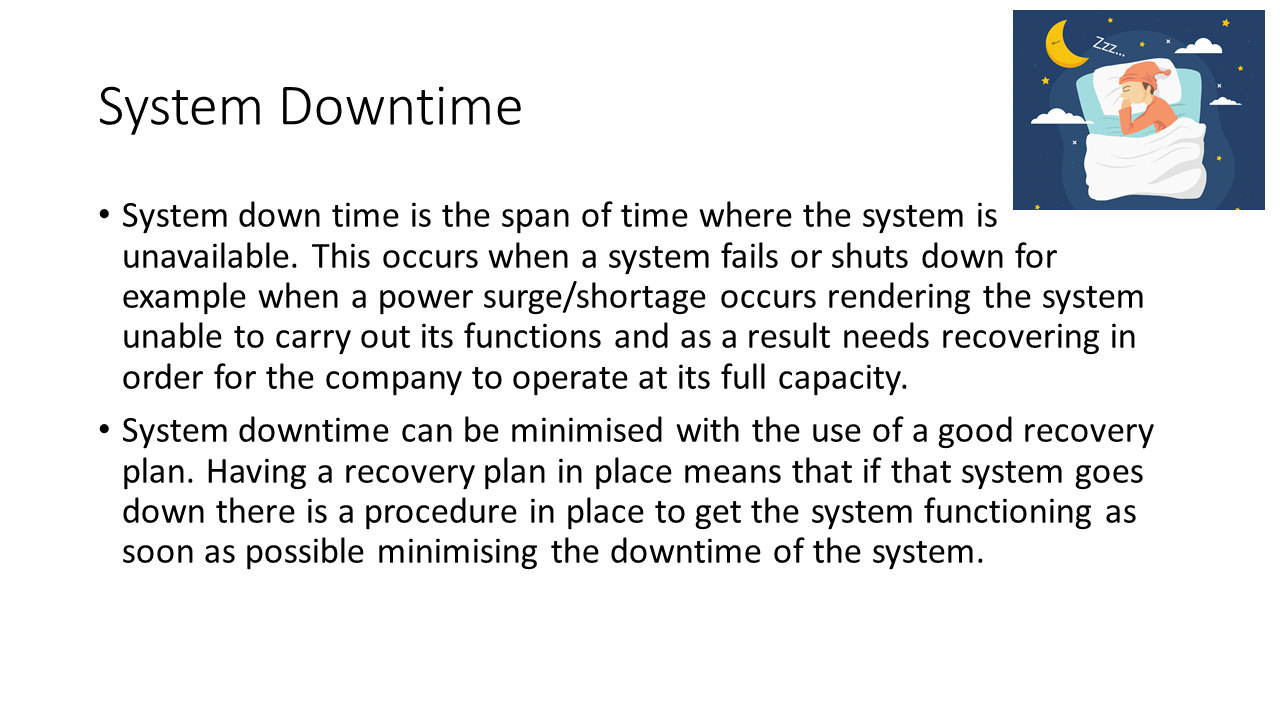 Zzz...
System Downtime
• System down time is the span of time where the system is
unavailable. This occurs when a system fails or shuts down for
example when a power surge/shortage occurs rendering the system
unable to carry out its functions and as a result needs recovering in
order for the company to operate at its full capacity.
• System downtime can be minimised with the use of a good recovery
plan. Having a recovery plan in place means that if that system goes
down there is a procedure in place to get the system functioning as
soon as possible minimising the downtime of the system.